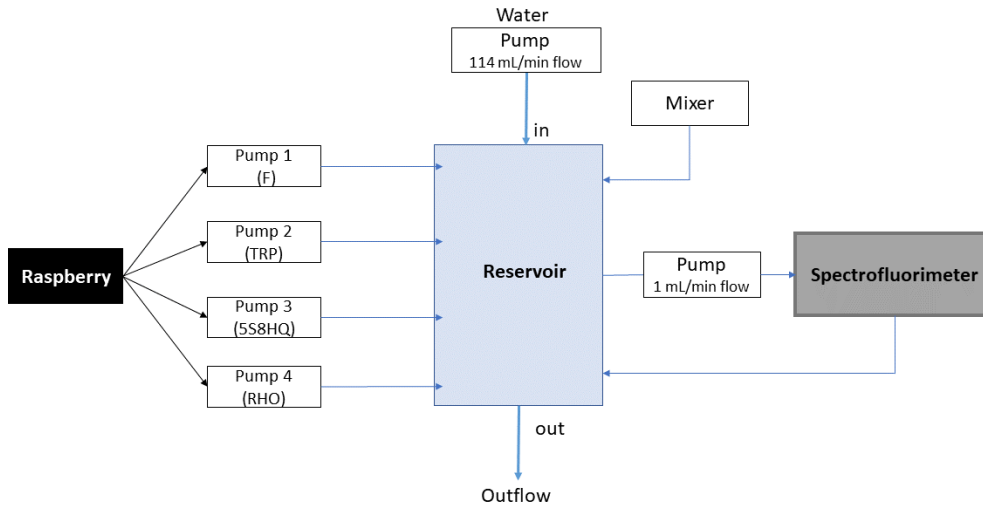 Water
Pump
114 mL/min flow
Mixer
in
Pump 1
(F)
Pump 2
(TRP)
Raspberry
Reservoir
Pump
1 mL/min flow
Spectrofluorimeter
Pump 3
(5S8HQ)
Pump 4
(RHO)
out
Outflow